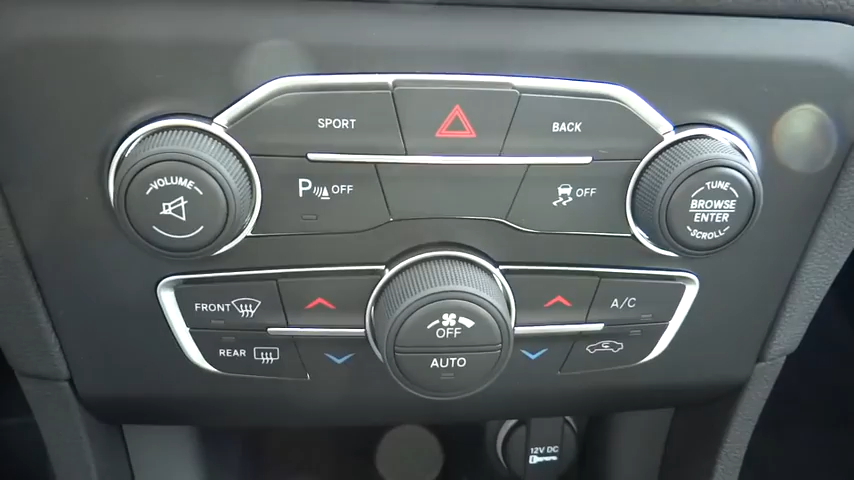 SPORT
BACK
VOLUME
P OFF
OFF
TUNE
BROWSE
ENTER
SCROLL
FRONT
A/C
OFF
AUTO
REAR
12V DC